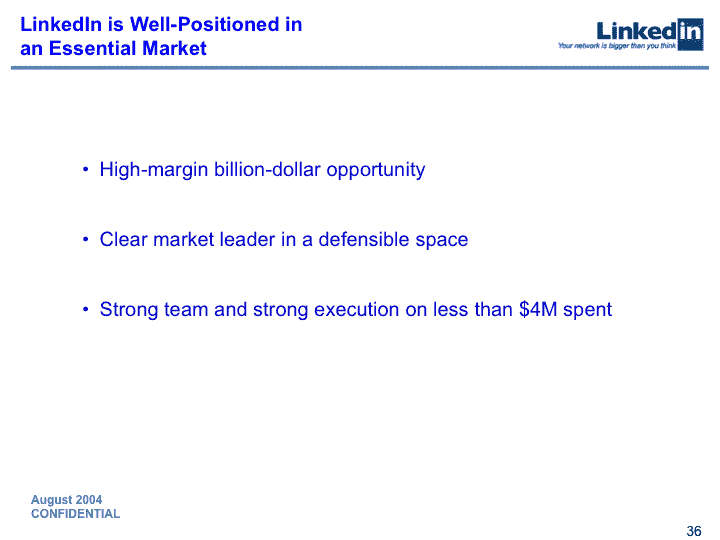 LinkedIn is Well-Positioned in
an Essential Market
Linked in
Your network is bigger than you think
• High-margin billion-dollar opportunity
• Clear market leader in a defensible space
• Strong team and strong execution on less than $4M spent
August 2004
CONFIDENTIAL
36